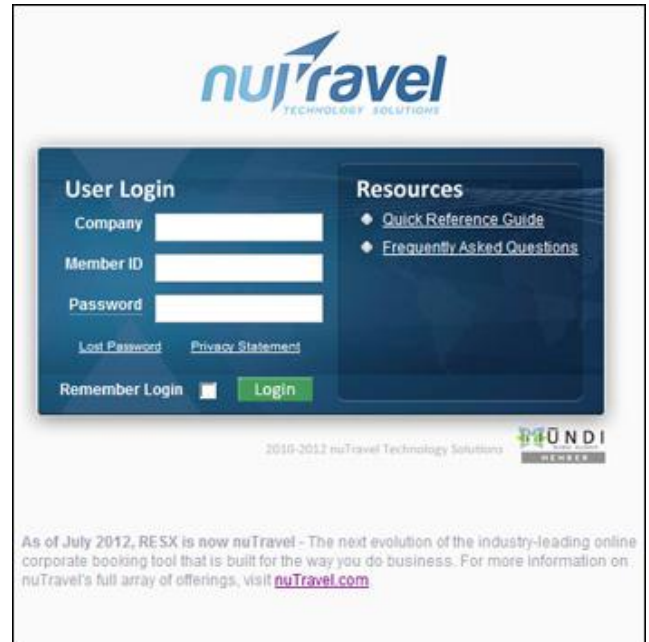 nuTravel
TECHNOLOGY SOLUTIONS
User Login
Company
Member ID
Password
Lost Password Privacy Statement
Remember Login Login
Resources
Quick Reference Guide
Frequently Asked Questions
2010-2012 nuTravel Technology Solutions
MÜNDI
MEMBER
As of July 2012, RESX is now nuTravel - The next evolution of the industry-leading online
corporate booking tool that is built for the way you do business. For more information on
nuTravel's full array of offerings, visit nuTravel.com